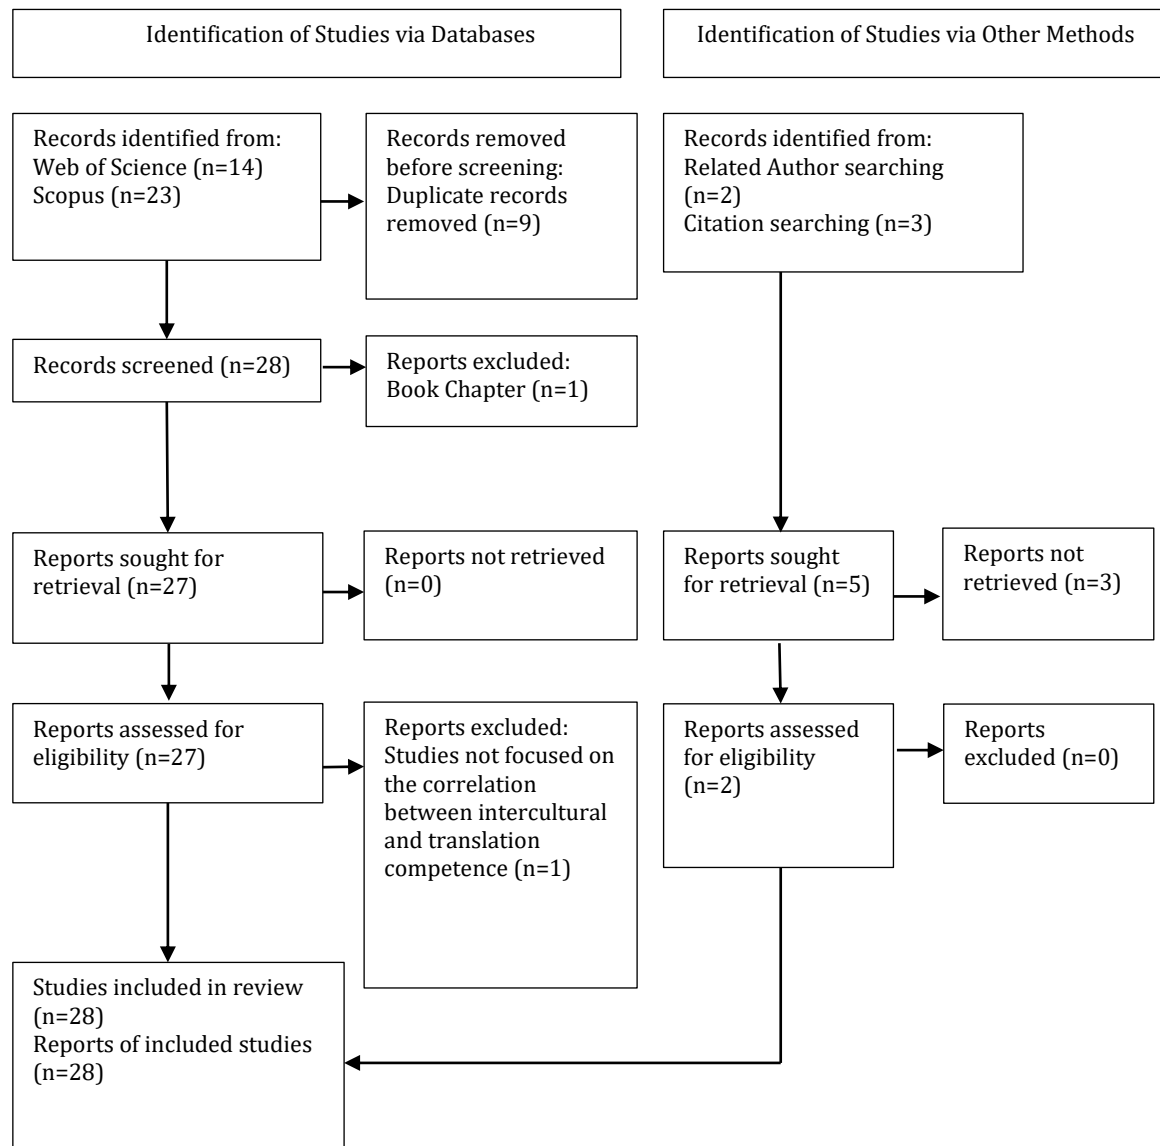 Identification of Studies via Databases
Identification of Studies via Other Methods
Records identified from:
Web of Science (n=14)
Scopus (n=23)
Records removed
before screening:
Duplicate records
removed (n=9)
Records identified from:
Related Author searching
(n=2)
Citation searching (n=3)
Records screened (n=28)
Reports excluded:
Book Chapter (n=1)
Reports sought for
retrieval (n=27)
Reports not retrieved
(n=0)
Reports sought
for retrieval (n=5)
Reports not
retrieved (n=3)
Reports assessed for
eligibility (n=27)
Reports excluded:
Studies not focused on
the correlation
between intercultural
and translation
competence (n=1)
Reports assessed
for eligibility
(n=2)
Reports
excluded (n=0)
Studies included in review
(n=28)
Reports of included studies
(n=28)